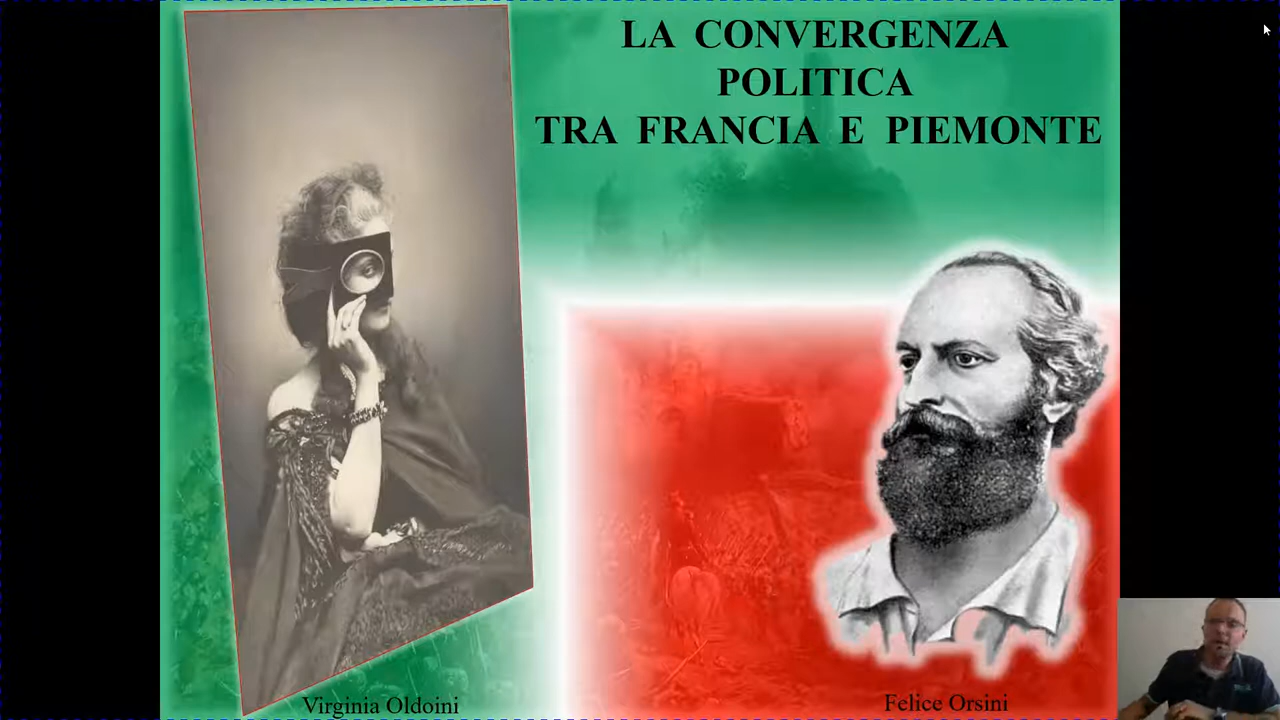 LA CONVERGENZA
POLITICA
TRA FRANCIA E PIEMONTE
Virginia Oldoini
Felice Orsini